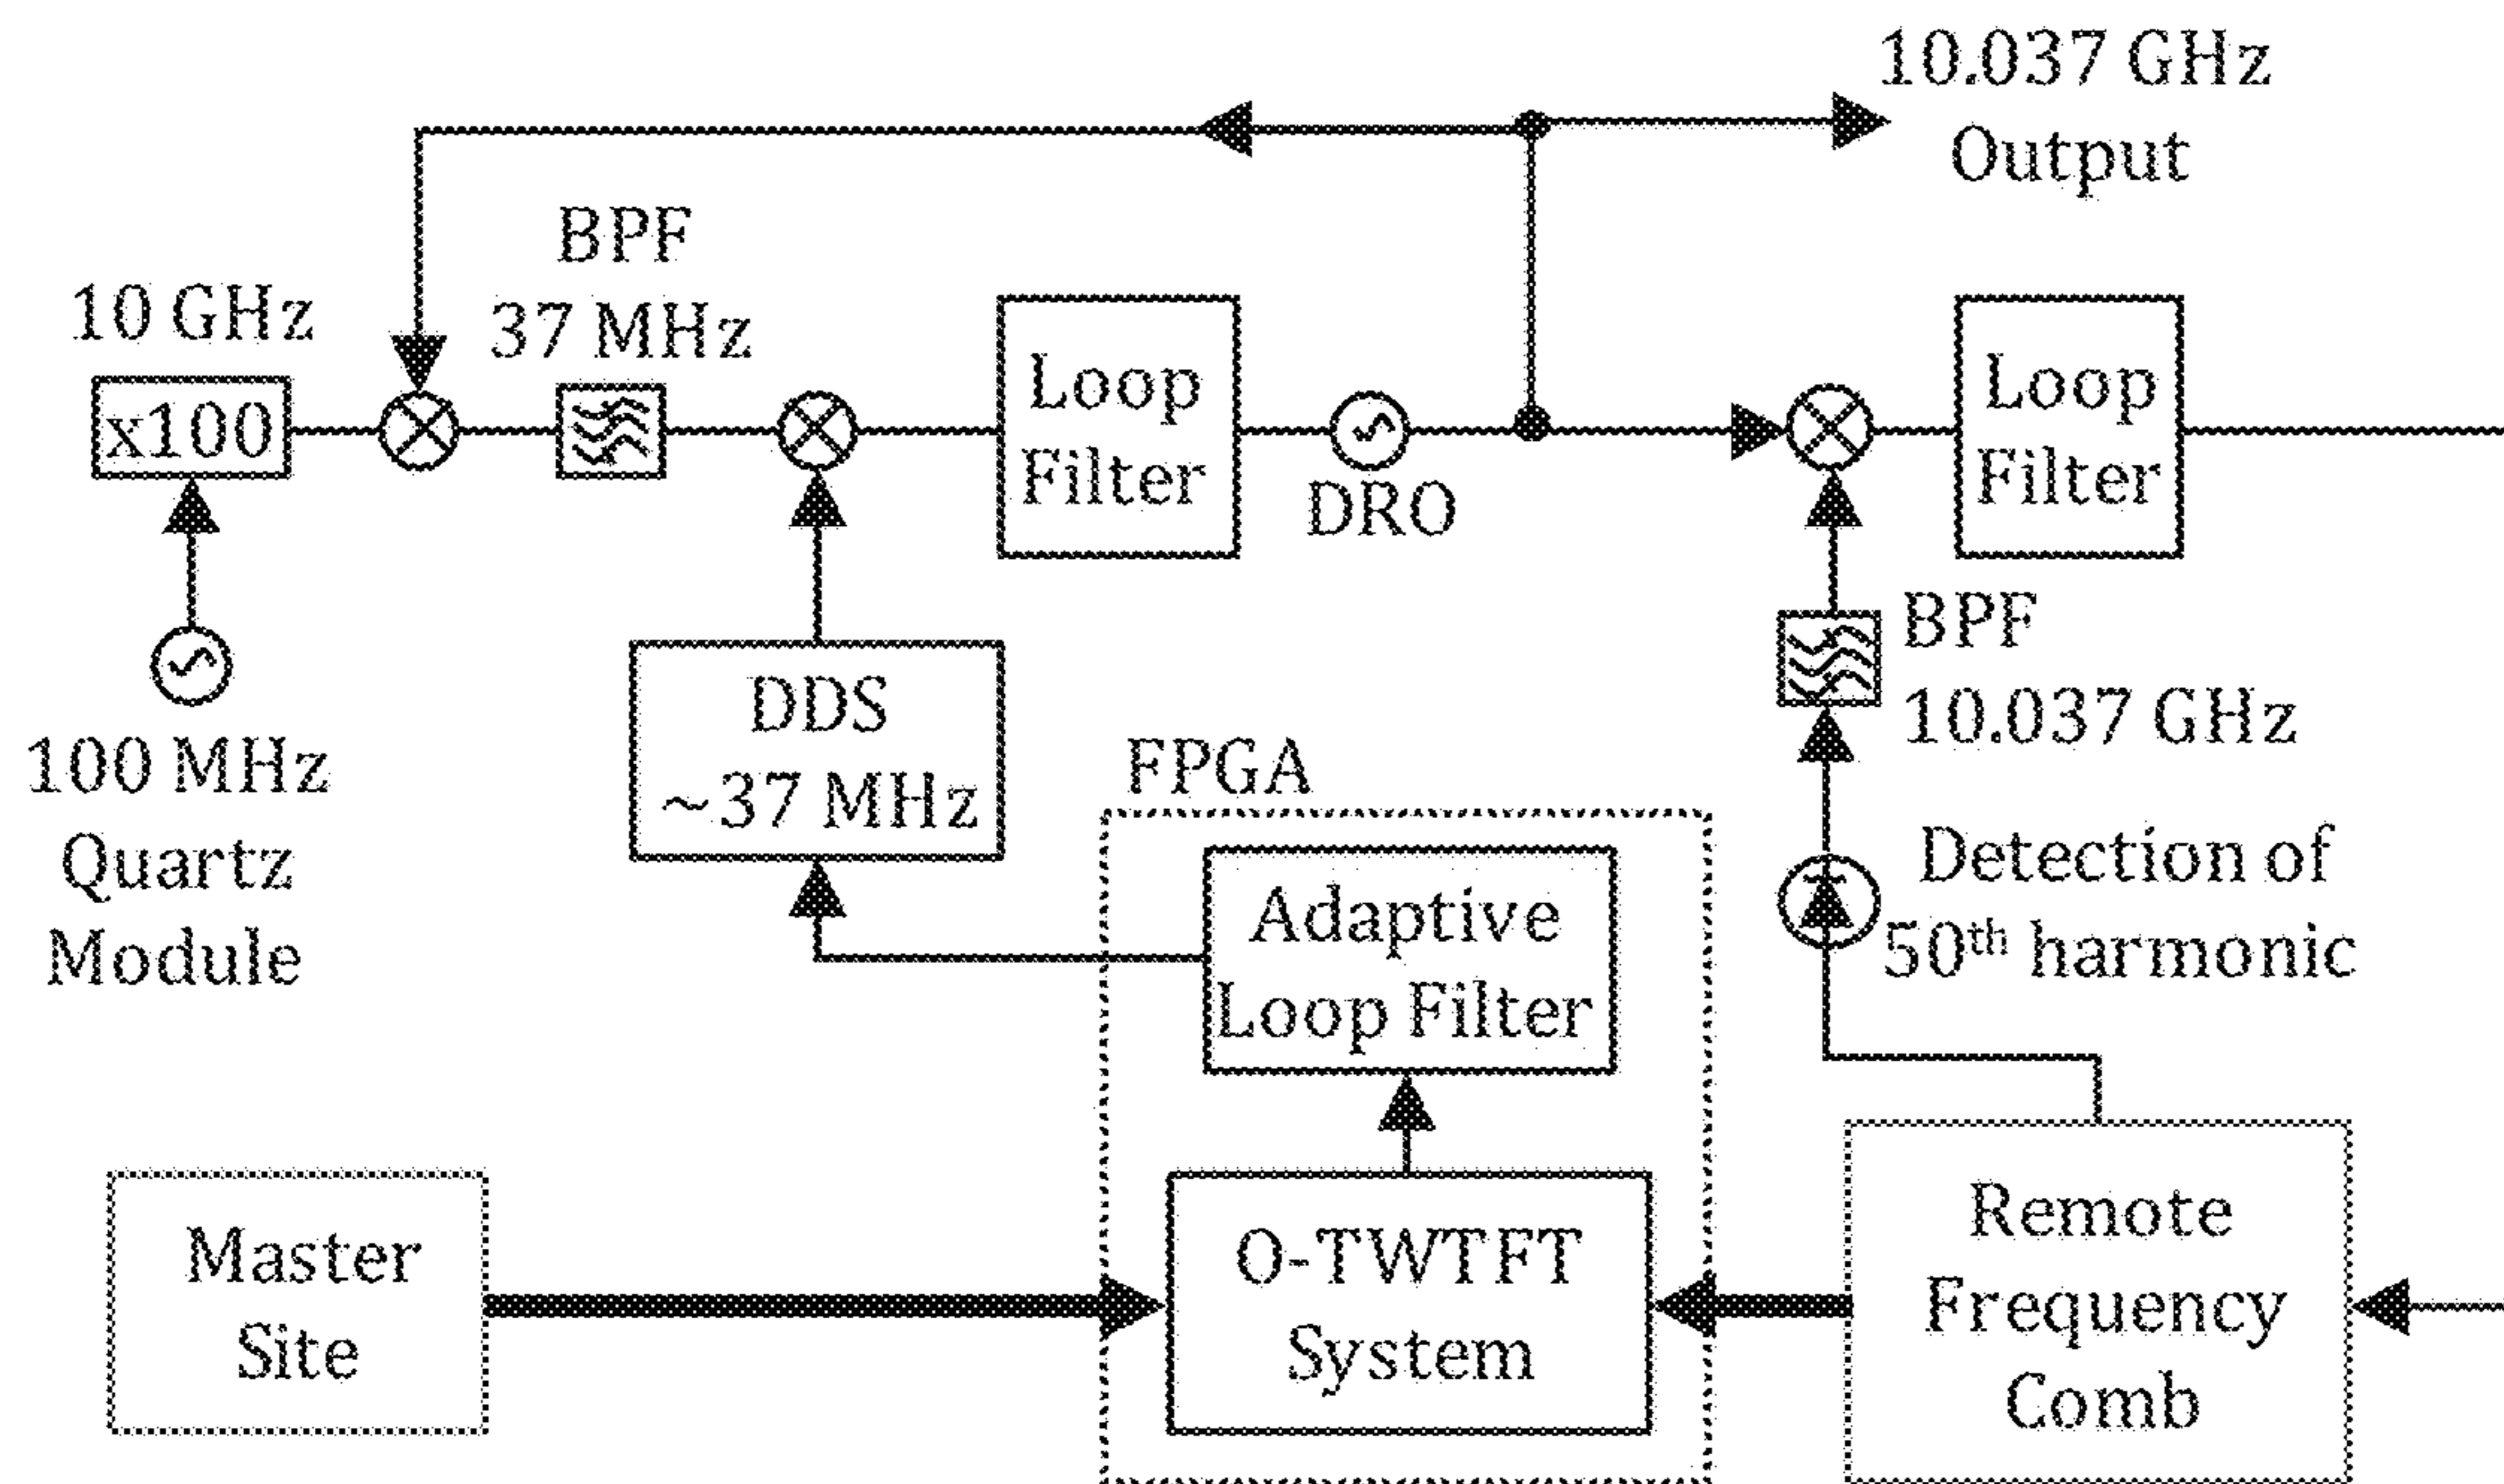 10.037 GHz
Output
BPF
37 MHz
10 GHz
x100
Loop
Filter
DRO
Loop
Filter
100 MHz
Quartz
Module
DDS
~37 MHz
BPF
10.037 GHz
FPGA
Adaptive
Loop Filter
Detection of
50th harmonic
Master
Site
O-TWTFT
System
Remote
Frequency
Comb